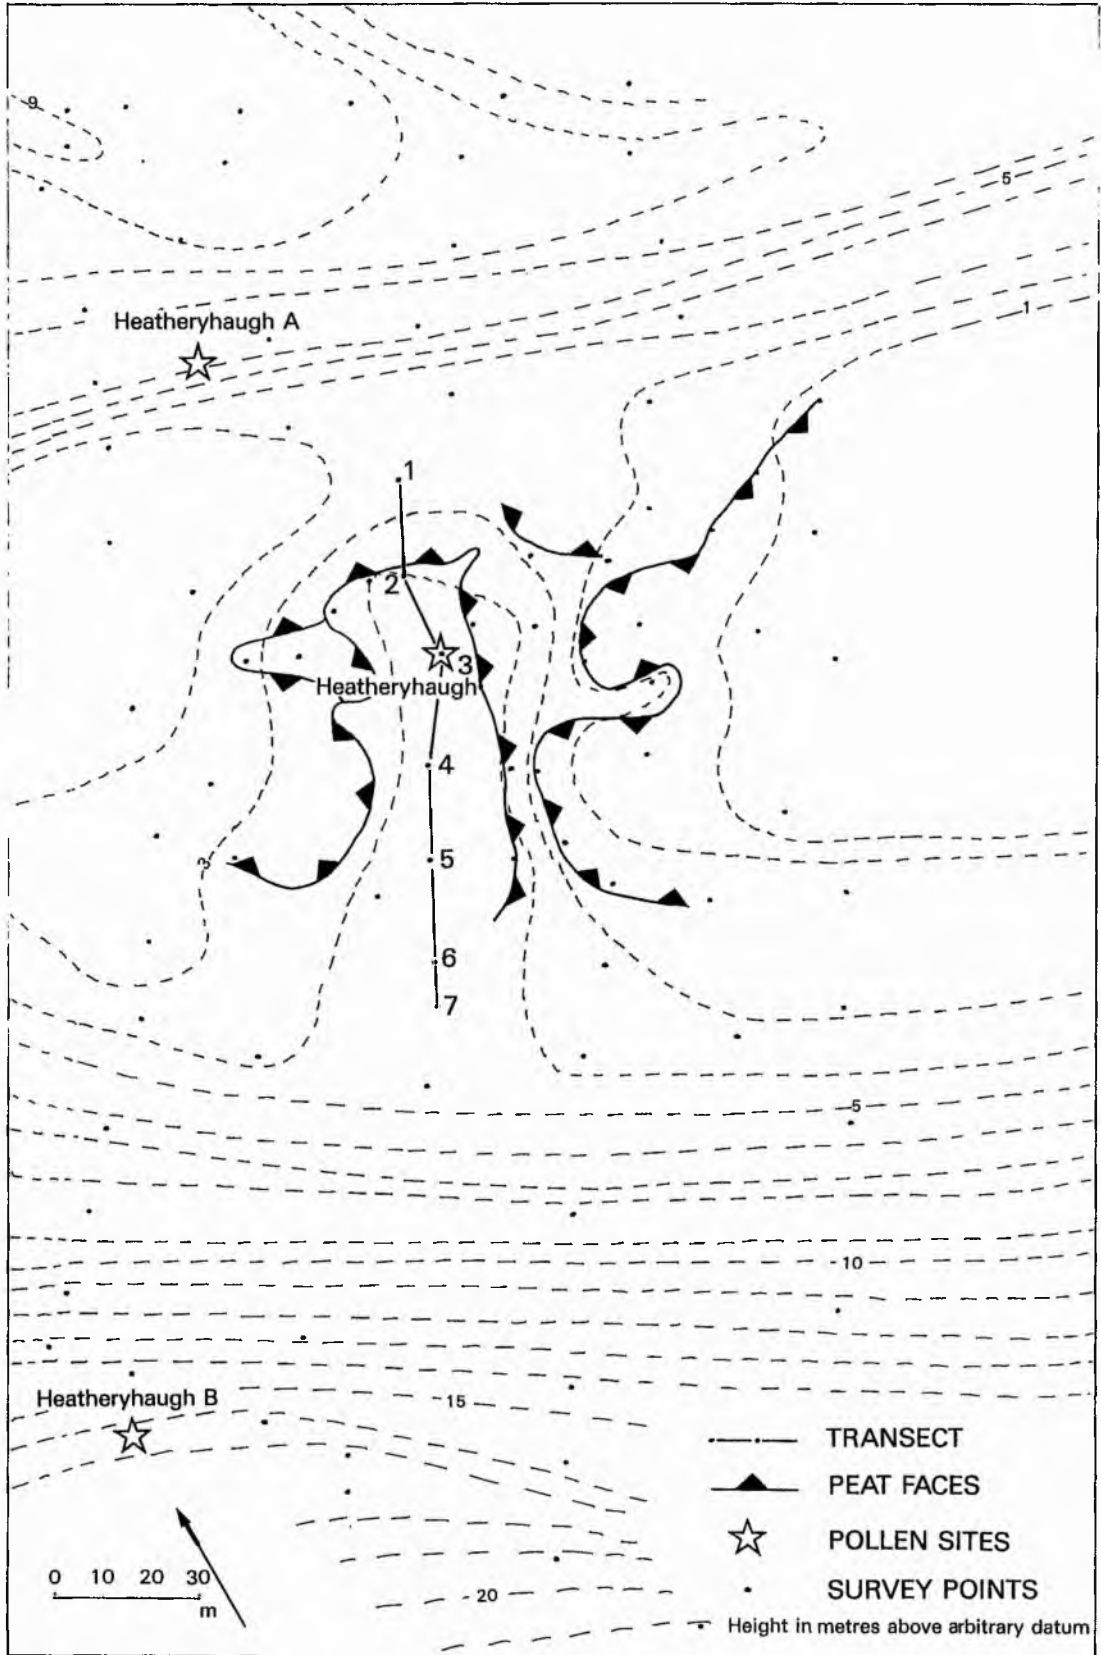 9
5
1
Heatheryhaugh A
1
2
3
Heatheryhaugh
4
5
3
6
7
5
10
Heatheryhaugh B
15
TRANSECT
PEAT FACES
POLLEN SITES
0 10 20 30
m
SURVEY POINTS
20
Height in metres above arbitrary datum